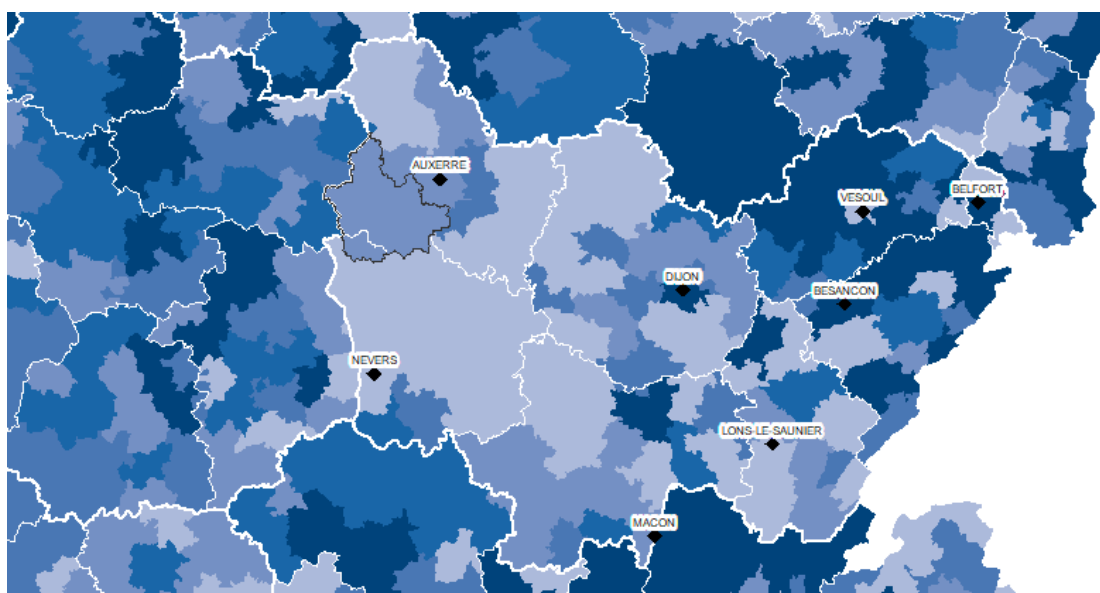 AUXERRE
BELFORT
VESOUL
DIJON
BESANCON
NEVERS
LONS-LE-SAUNIER
MACON